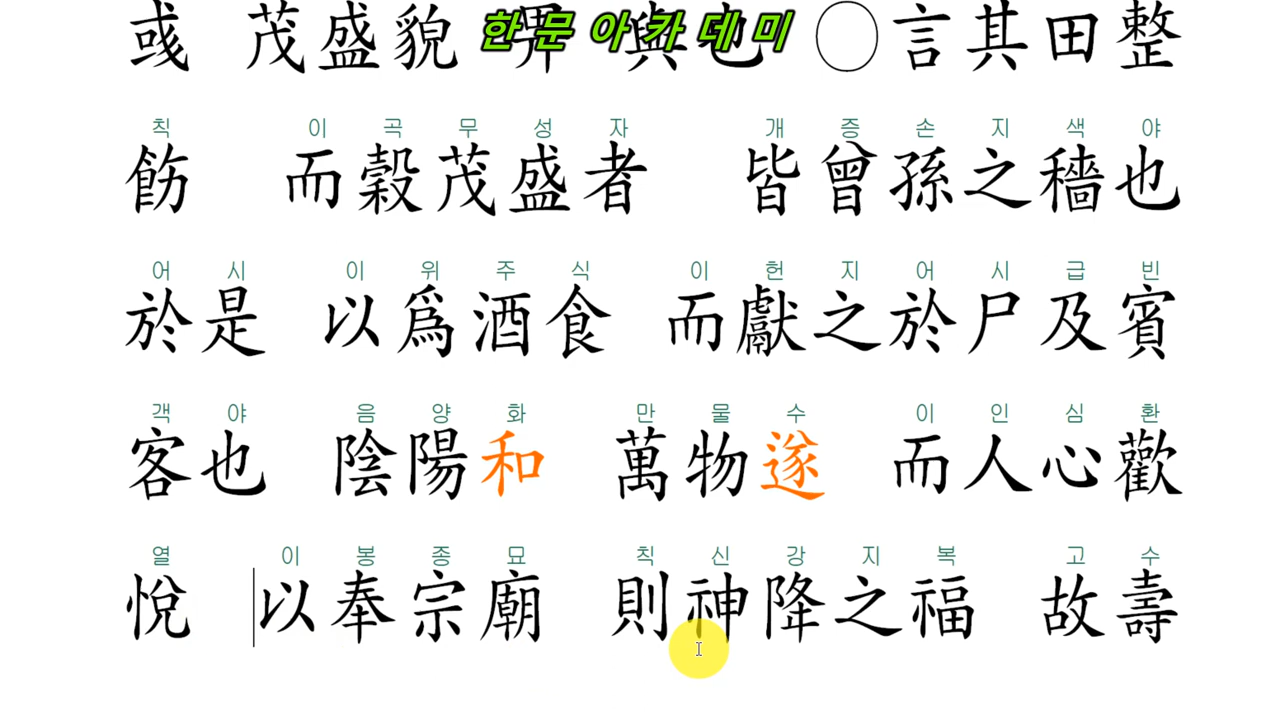 彧 茂盛貌 畀 與也 ○ 言其田整
한문 아카데미
칙 이 곡 무 성 자 개 증 손 지 색 야
飭 而穀茂盛者 皆曾孫之穡也
어 시 이 위 주 식 이 헌 지 어 시 급 빈
於是 以爲酒食 而獻之於尸及賓
객 야 음 양 화 만 물 수 이 인 심 환
客也 陰陽和 萬物遂 而人心歡
열 이 봉 종 묘 칙 신 강 지 복 고 수
悅 以奉宗廟 則神降之福 故壽